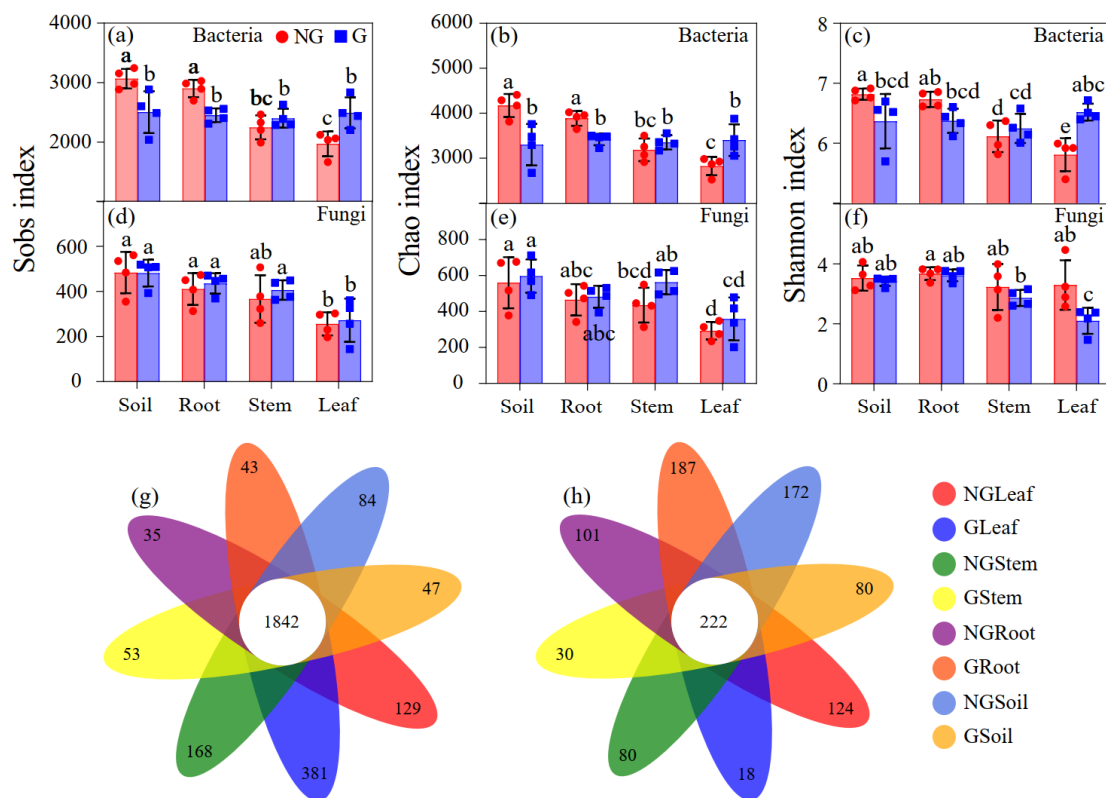 Sobs index
4000
3000
2000
(a)
Bacteria
NG
G
a
b
a
b
bc
b
c
b
Chao index
6000
4000
3000
(b)
Bacteria
a
b
a
b
bc
bc
c
b
Shannon index
8
7
6
(c)
Bacteria
a
bcd
ab
bcd
d
cd
e
abc
600
400
200
0
(d)
Fungi
a
a
a
a
ab
a
b
b
Soil
Root
Stem
Leaf
800
600
400
200
0
(e)
Fungi
a
a
abc
abc
bcd
ab
d
cd
Soil
Root
Stem
Leaf
4
2
0
(f)
Fungi
ab
ab
a
ab
ab
b
ab
c
Soil
Root
Stem
Leaf
(g)
43
84
47
129
381
168
53
35
1842
(h)
187
172
80
124
18
80
30
101
222
NGLeaf
GLeaf
NGStem
GStem
NGRoot
GRoot
NGSoil
GSoil